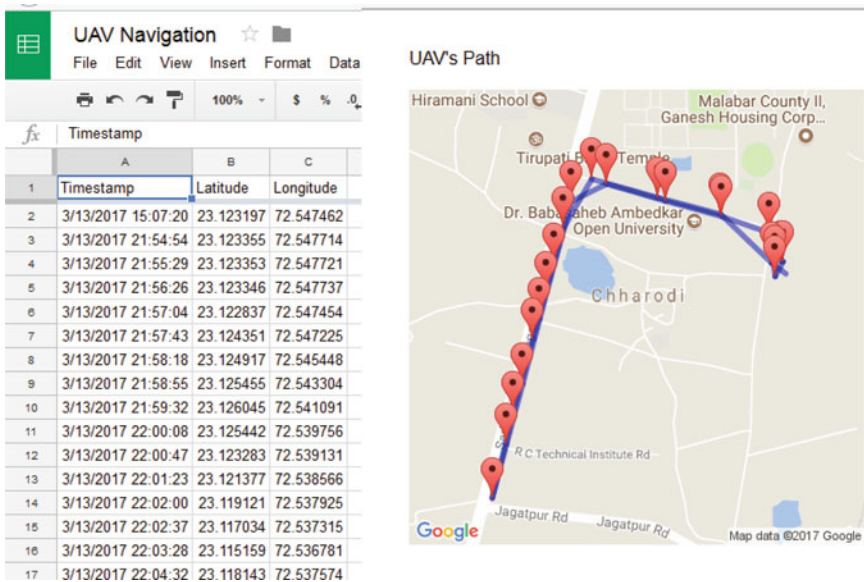 UAV Navigation
File Edit View Insert Format Data
100% $ % .0
fx Timestamp
A B C
1 Timestamp Latitude Longitude
2 3/13/2017 15:07:20 23.123197 72.547462
3 3/13/2017 21:54:54 23.123355 72.547714
4 3/13/2017 21:55:29 23.123353 72.547721
5 3/13/2017 21:56:26 23.123346 72.547737
6 3/13/2017 21:57:04 23.122837 72.547454
7 3/13/2017 21:57:43 23.124351 72.547225
8 3/13/2017 21:58:18 23.124917 72.545448
9 3/13/2017 21:58:55 23.125455 72.543304
10 3/13/2017 21:59:32 23.126045 72.541091
11 3/13/2017 22:00:08 23.125442 72.539756
12 3/13/2017 22:00:47 23.123283 72.539131
13 3/13/2017 22:01:23 23.121377 72.538566
14 3/13/2017 22:02:00 23.119121 72.537925
15 3/13/2017 22:02:37 23.117034 72.537315
16 3/13/2017 22:03:28 23.115159 72.536781
17 3/13/2017 22:04:32 23.118143 72.537574
UAV's Path
Hiramani School
Malabar County II,
Ganesh Housing Corp...
Tirupati Temple
Dr. Babasaheb Ambedkar
Open University
Chharodi
R C Technical Institute Rd
Jagatpur Rd
Jagatpur Rd
Google
Map data ©2017 Google